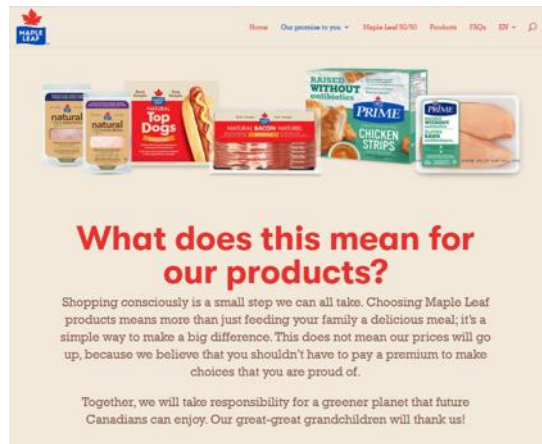 MAPLE
LEAF
Home Our promise to you Maple Leaf 50/50 Products FAQs EN
natural
natural
NATURAL
Top
Dogs
NATURAL BACON NATUREL
RAISED
WITHOUT
antibiotics
PRIME
CHICKEN
STRIPS
PRIME
RAISED
WITHOUT
What does this mean for
our products?
Shopping consciously is a small step we can all take. Choosing Maple Leaf
products means more than just feeding your family a delicious meal; it's a
simple way to make a big difference. This does not mean our prices will go
up, because we believe that you shouldn't have to pay a premium to make
choices that you are proud of.
Together, we will take responsibility for a greener planet that future
Canadians can enjoy. Our great-great grandchildren will thank us!